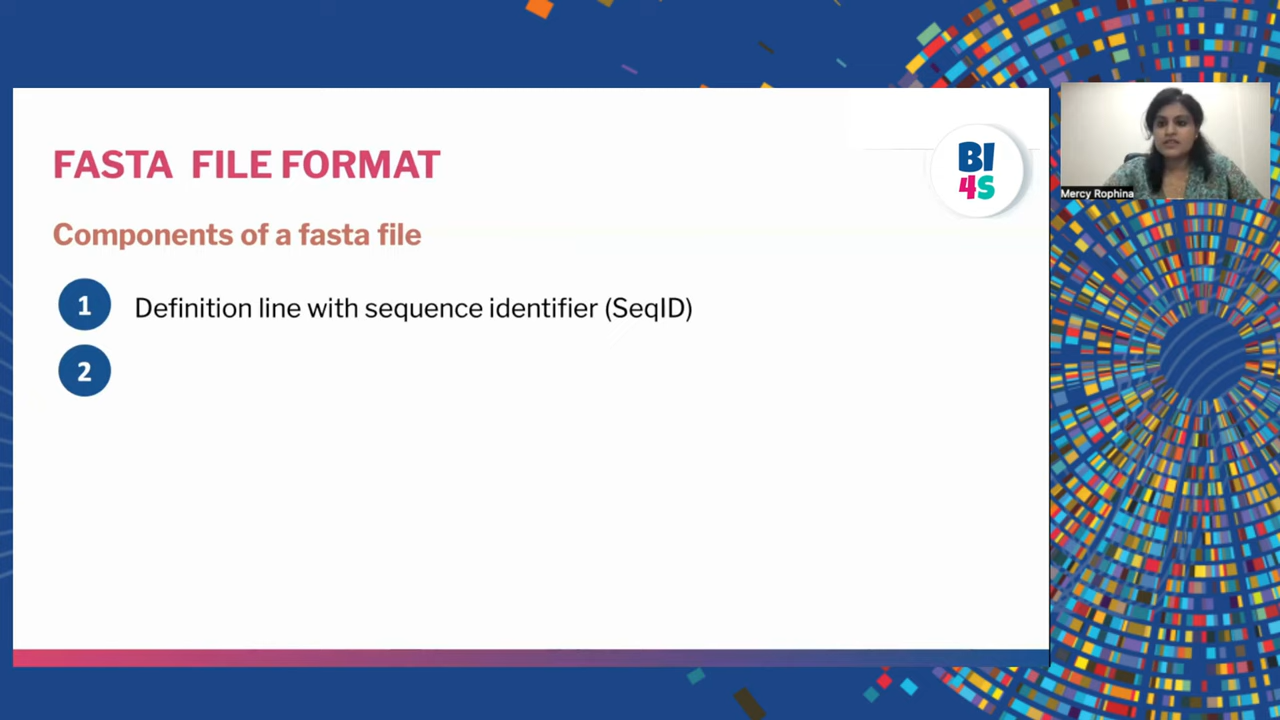 FASTA FILE FORMAT
BI
4S
Components of a fasta file
1 Definition line with sequence identifier (SeqID)
2
Mercy Rophina